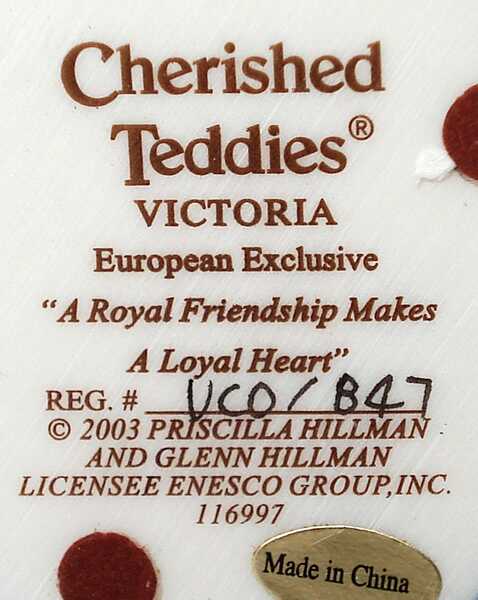 Cherished
Teddies®
VICTORIA
European Exclusive
“A Royal Friendship Makes
A Loyal Heart”
REG. # UCO/B47
© 2003 PRISCILLA HILLMAN
AND GLENN HILLMAN
LICENSEE ENESCO GROUP,INC.
116997
Made in China